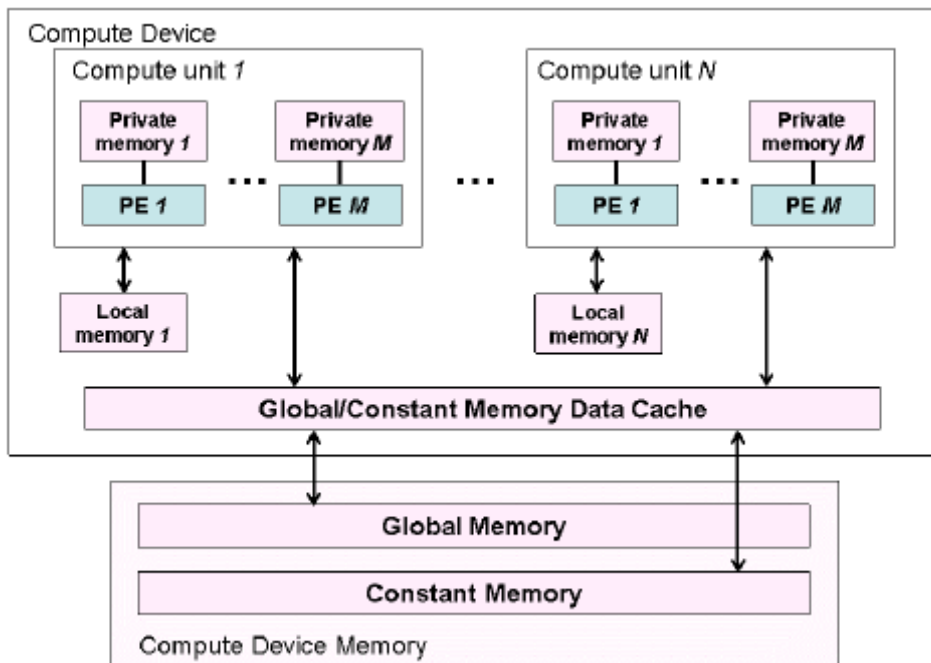 Compute Device
Compute unit 1
Private
memory 1
Private
memory M
PE 1
...
PE M
Local
memory 1
...
Compute unit N
Private
memory 1
Private
memory M
PE 1
...
PE M
Local
memory N
Global/Constant Memory Data Cache
Global Memory
Constant Memory
Compute Device Memory